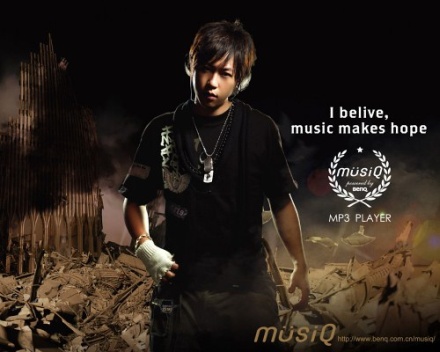 I belive,
music makes hope
müsiQ
powered by
BenQ
MP3 PLAYER
müsiQ http://www.benq.com.cn/musiq/